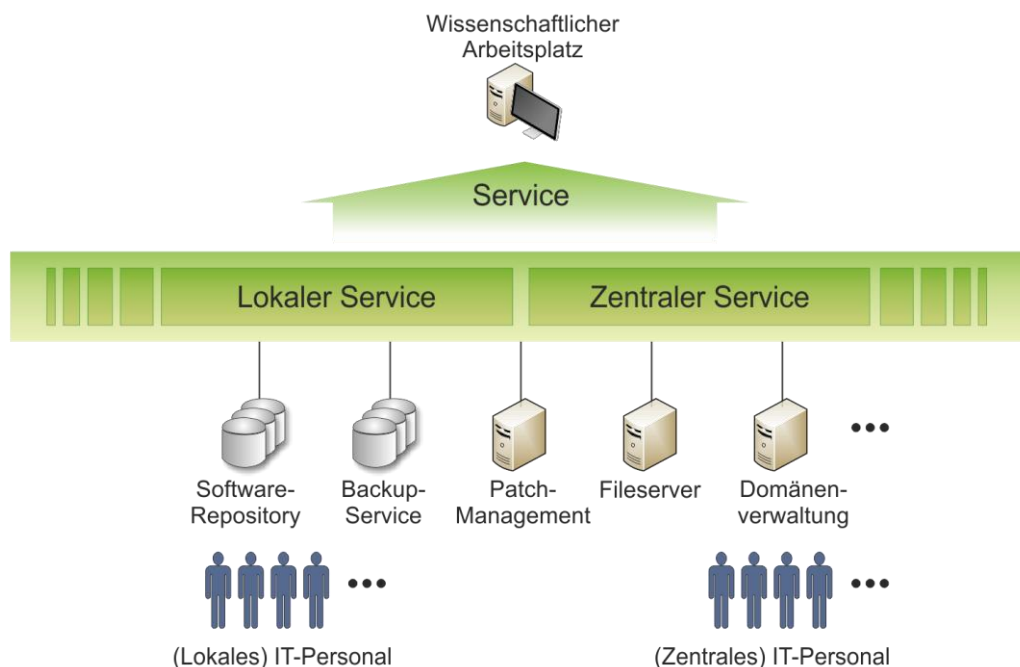 Wissenschaftlicher
Arbeitsplatz
Service
Lokaler Service
Zentraler Service
Software-
Repository
Backup-
Service
Patch-
Management
Fileserver
Domänen-
verwaltung
(Lokales) IT-Personal
(Zentrales) IT-Personal